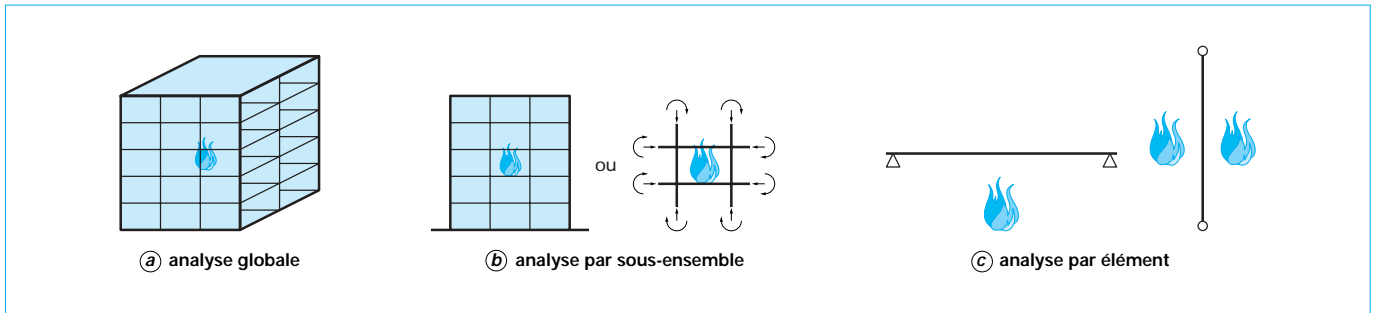 ou
a analyse globale
b analyse par sous-ensemble
c analyse par élément